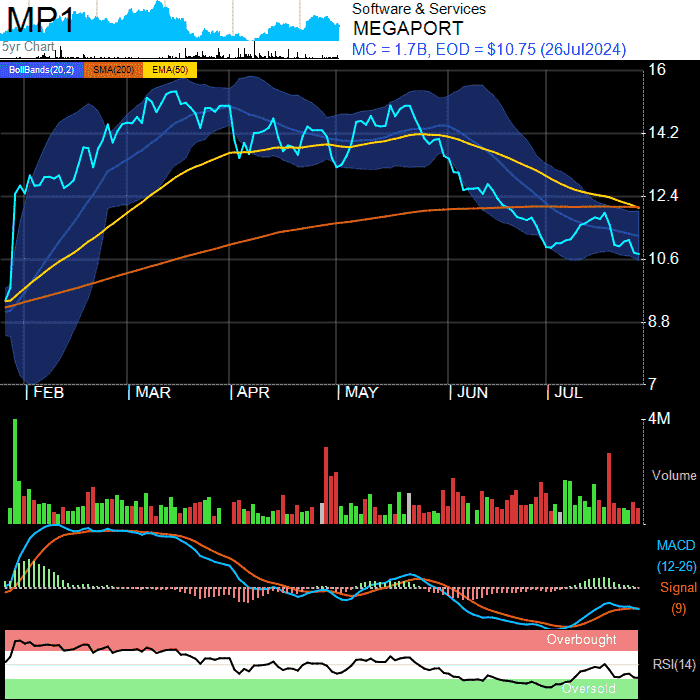 MP1
5yr Chart
Software & Services
MEGAPORT
MC = 1.7B, EOD = $10.75 (26Jul2024)
BollBands(20,2) SMA(200) EMA(50)
16
14.2
12.4
10.6
8.8
7
FEB MAR APR MAY JUN JUL
4M
Volume
MACD
(12-26)
Signal
(9)
Overbought
RSI(14)
Oversold